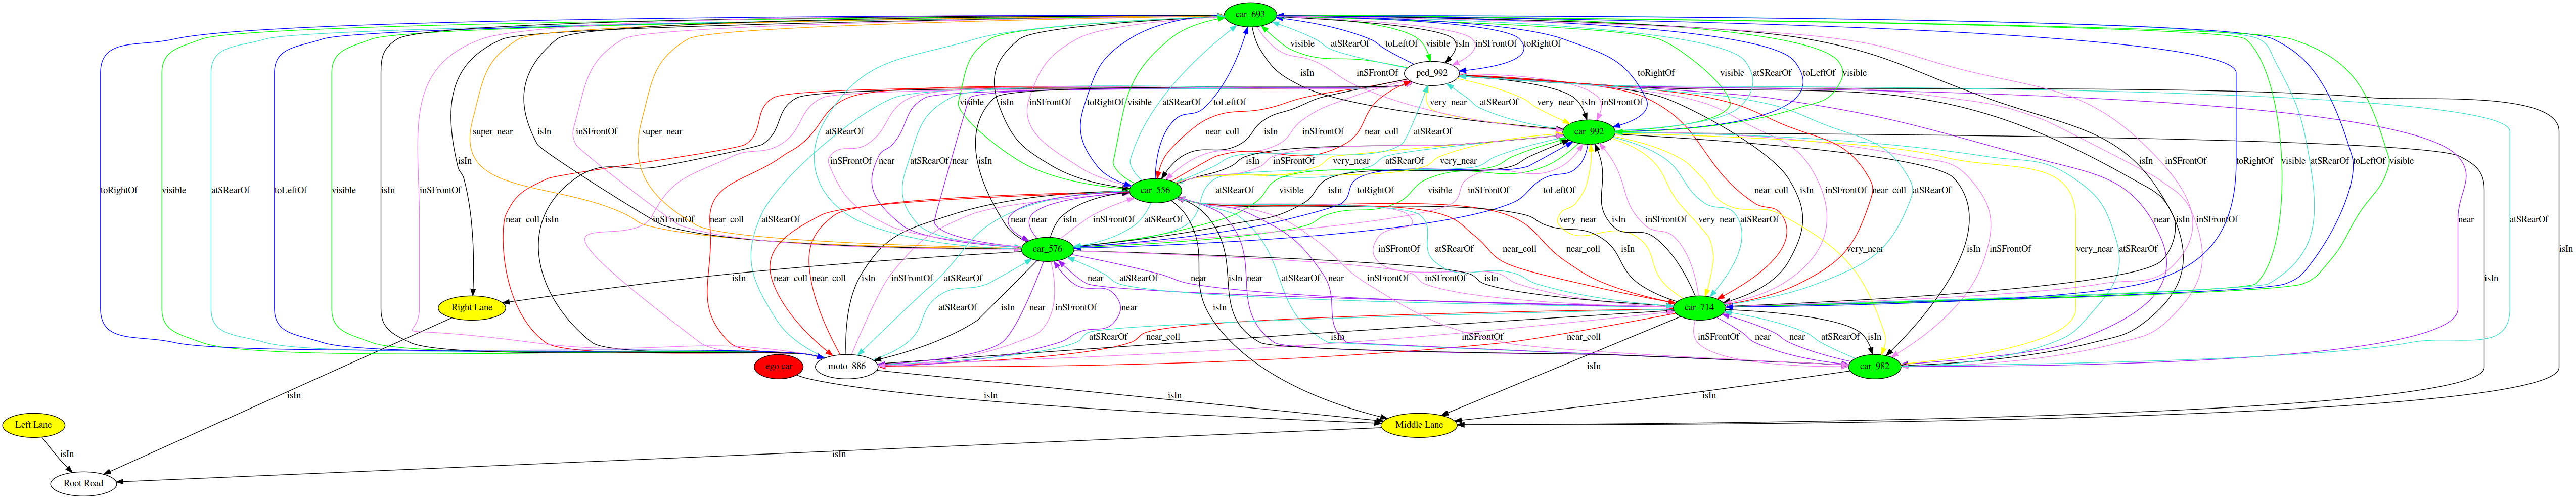 car_693
visible
toLeftOf
visible
isIn
inSFrontOf
atSRearOf
toRightOf
ped_992
isIn
inSFrontOf
toRightOf
visible
atSRearOf
toLeftOf
visible
visible
isIn
inSFrontOf
toRightOf
visible
atSRearOf
toLeftOf
very_near
atSRearOf
very_near
isIn
inSFrontOf
isIn
isIn
inSFrontOf
super_near
atSRearOf
near_coll
isIn
inSFrontOf
near_coll
atSRearOf
car_992
inSFrontOf
near
atSRearOf
near
isIn
isIn
inSFrontOf
very_near
atSRearOf
very_near
isIn
inSFrontOf
toRightOf
visible
atSRearOf
toLeftOf
visible
toRightOf
visible
atSRearOf
toLeftOf
visible
isIn
inSFrontOf
car_556
atSRearOf
visible
isIn
toRightOf
visible
inSFrontOf
toLeftOf
near_coll
isIn
inSFrontOf
near_coll
atSRearOf
near_coll
isIn
inSFrontOf
near_coll
atSRearOf
near
near
isIn
inSFrontOf
atSRearOf
very_near
isIn
inSFrontOf
very_near
atSRearOf
isIn
inSFrontOf
near
isIn
inSFrontOf
near
atSRearOf
car_576
inSFrontOf
atSRearOf
near_coll
near_coll
isIn
very_near
very_near
atSRearOf
isIn
inSFrontOf
isIn
isIn
near_coll
near_coll
isIn
inSFrontOf
atSRearOf
near
atSRearOf
near
isIn
near
atSRearOf
near
inSFrontOf
inSFrontOf
isIn
Right Lane
atSRearOf
isIn
near
inSFrontOf
near
isIn
car_714
isIn
atSRearOf
near_coll
isIn
inSFrontOf
near_coll
inSFrontOf
near
near
atSRearOf
isIn
ego car
moto_886
isIn
car_982
isIn
isIn
isIn
isIn
Left Lane
Middle Lane
isIn
isIn
Root Road